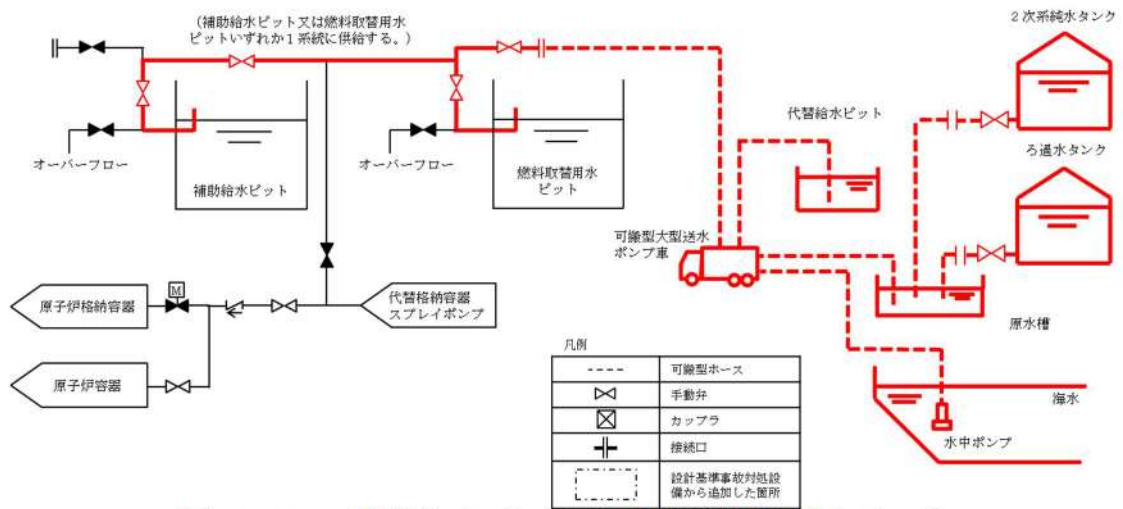 (補助給水ピット又は燃料取替用水
ピットいずれか1系統に供給する。)
2次系純水タンク
代替給水ピット
ろ過水タンク
オーバーフロー
オーバーフロー
補助給水ピット
燃料取替用水
ピット
可搬型大型送水
ポンプ車
原水槽
M
原子炉格納容器
代替格納容器
スプレイポンプ
原子炉容器
海水
水中ポンプ
凡例
可搬型ホース
手動弁
カップラ
接続口
設計基準事故対処設
備から追加した箇所